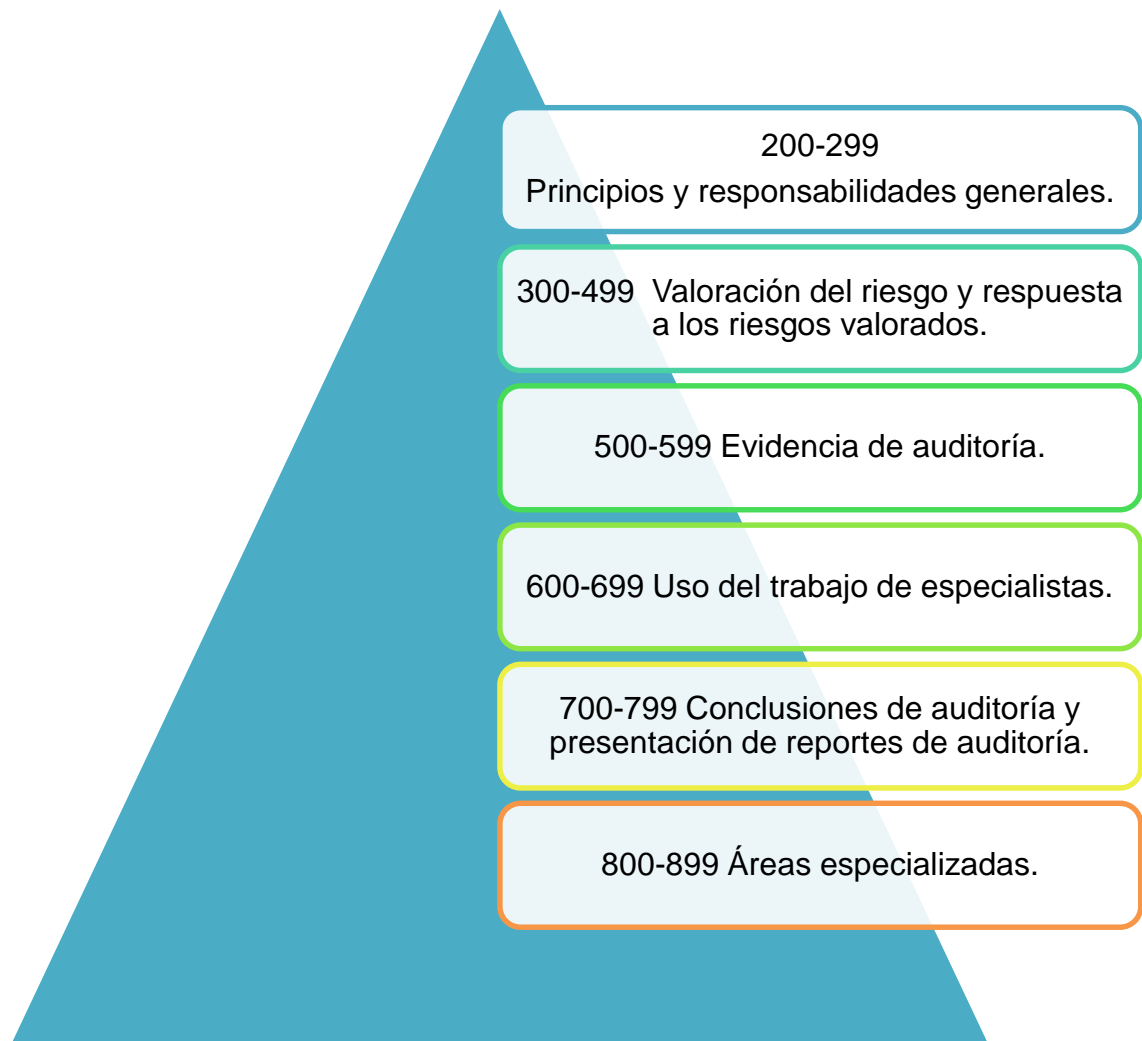 200-299
Principios y responsabilidades generales.
300-499 Valoración del riesgo y respuesta
a los riesgos valorados.
500-599 Evidencia de auditoría.
600-699 Uso del trabajo de especialistas.
700-799 Conclusiones de auditoría y
presentación de reportes de auditoría.
800-899 Áreas especializadas.